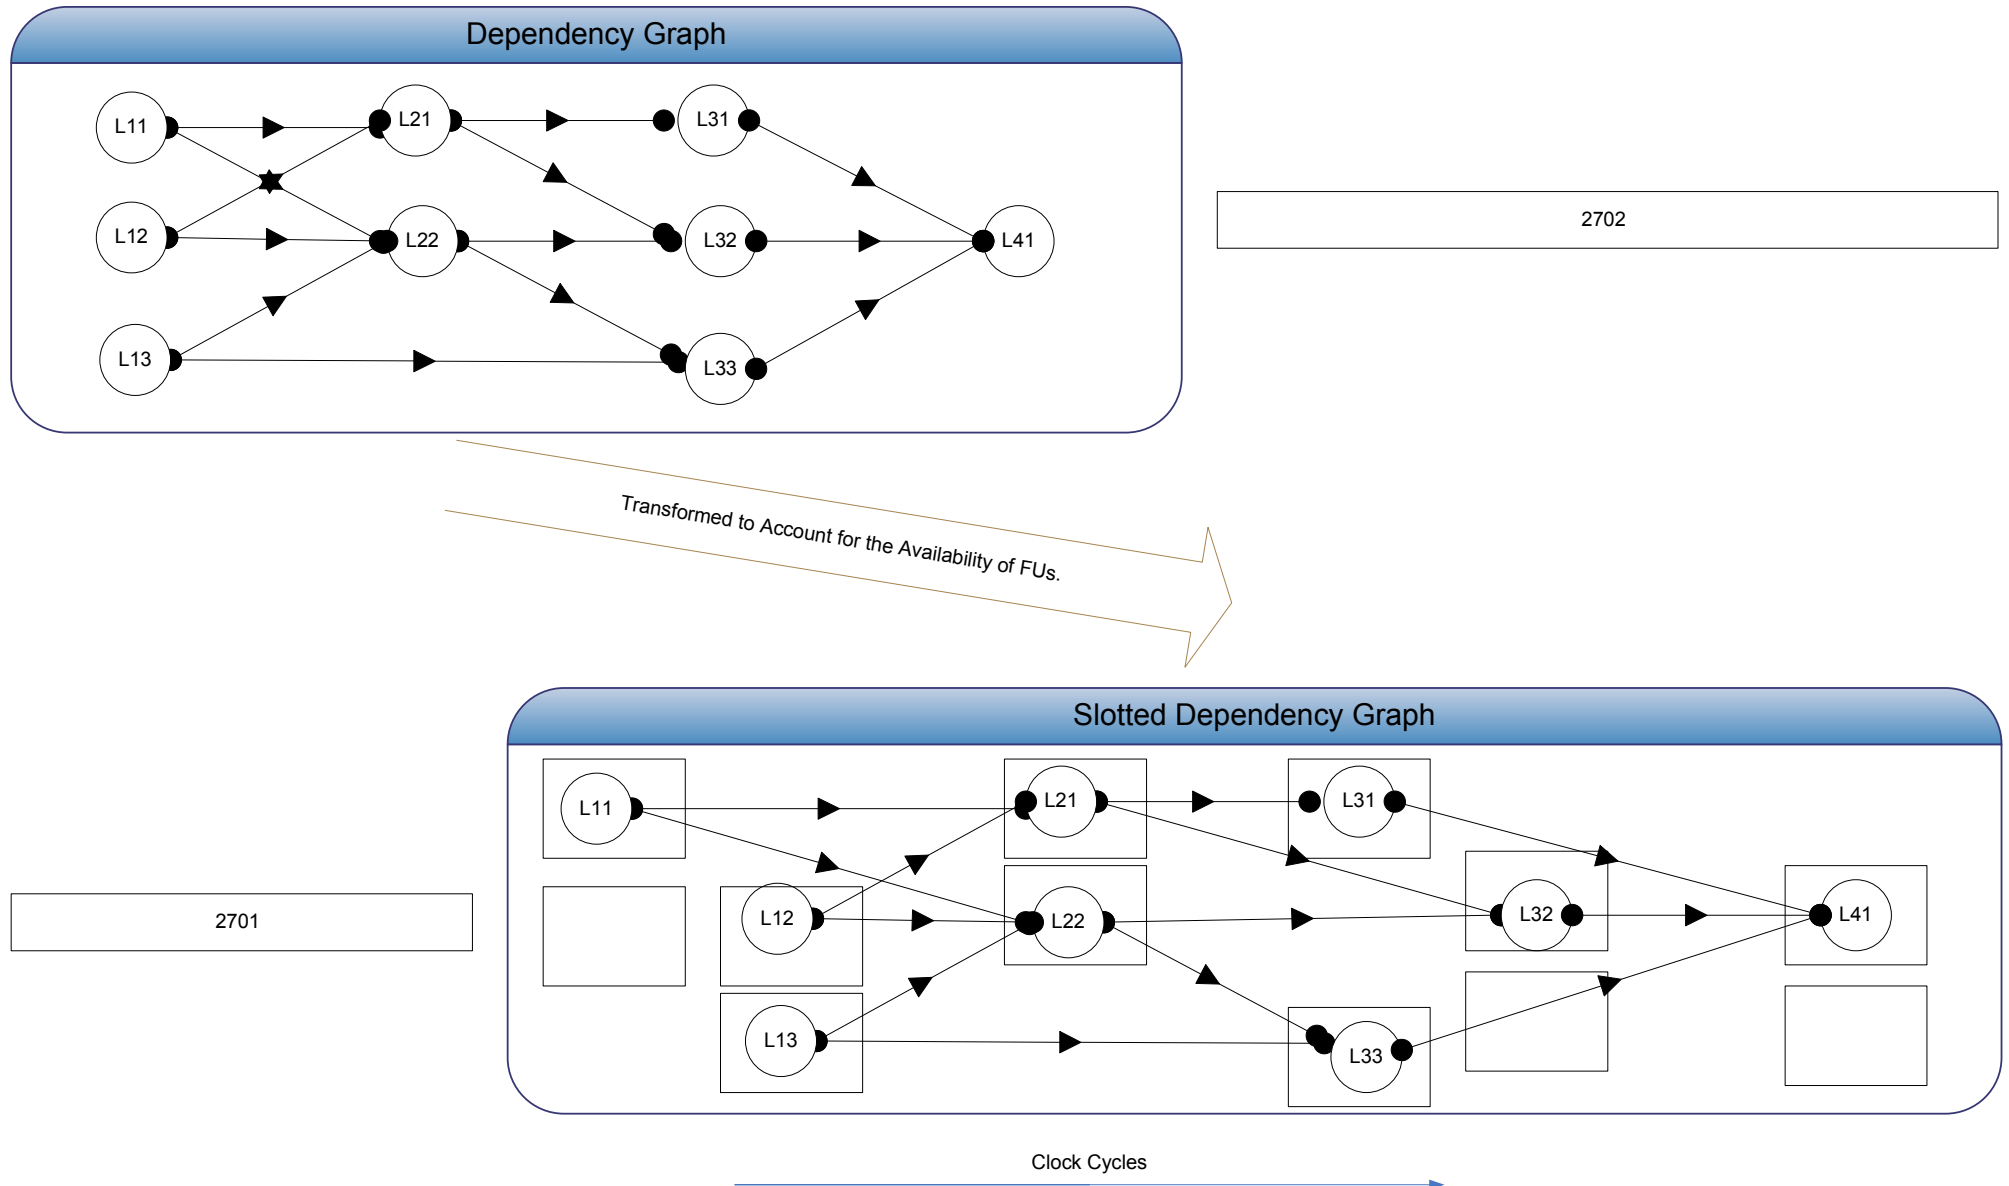 Dependency Graph
L11
L21
L31
L12
L22
L32
L41
L13
L33
2702
Transformed to Account for the Availability of FUs.
Slotted Dependency Graph
L11
L21
L31
L12
L22
L32
L41
L13
L33
2701
Clock Cycles